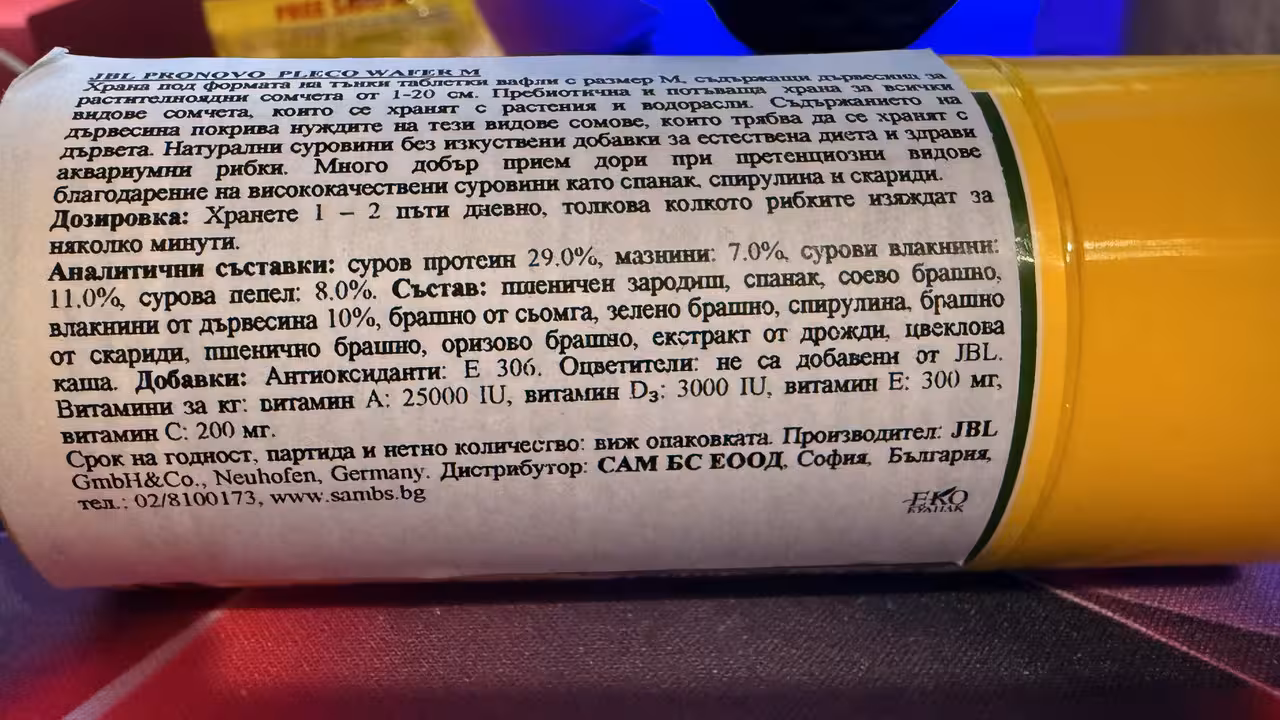 FREE
JBL PRONOVO PLECO WAFER M
Храна под формата на тънки таблетки вафли с размер М, съдържащи дървесина за
растителноядни сомчета от 1-20 см. Пребиотична и потъваща храна за всички
видове сомчета, които се хранят с растения и водорасли. Съдържанието на
дървесина покрива нуждите на тези видове сомове, които трябва да се хранят с
дървета. Натурални суровини без изкуствени добавки за естествена диета и здрави
аквариумни рибки. Много добър прием дори при претенциозни видове
благодарение на висококачествени суровини като спанак, спирулина и скариди.
Дозировка: Хранете 1 – 2 пъти дневно, толкова колкото рибките изяждат за
няколко минути.
Аналитични съставки: суров протеин 29.0%, мазнини: 7.0%, сурови влакнини:
11.0%, сурова пепел: 8.0%. Състав: пшеничен зародиш, спанак, соево брашно,
влакнини от дървесина 10%, брашно от сьомга, зелено брашно, спирулина, брашно
от скариди, пшенично брашно, оризово брашно, екстракт от дрожди, цвеклова
каша. Добавки: Антиоксиданти: Е 306. Оцветители: не са добавени от JBL.
Витамини за кг: витамин А: 25000 IU, витамин D₃: 3000 IU, витамин Е: 300 мг,
витамин С: 200 мг.
Срок на годност, партида и нетно количество: виж опаковката. Производител: JBL
GmbH&Co., Neuhofen, Germany. Дистрибутор: САМ БС ЕООД, София, България,
тел.: 02/8100173, www.sambs.bg
ЕКО
БУЛПАК